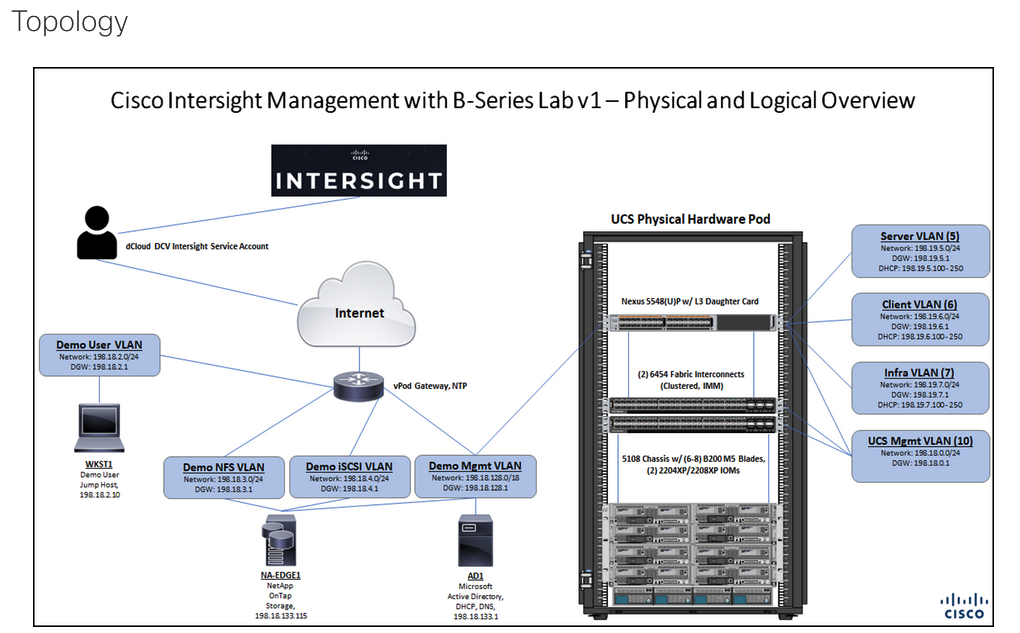 Topology
Cisco Intersight Management with B-Series Lab v1 – Physical and Logical Overview
CISCO
INTERSIGHT
dCloud DCV Intersight Service Account
Internet
Demo User VLAN
Network: 198.18.2.0/24
DGW: 198.18.2.1
vPod Gateway, NTP
WKST1
Demo User
Jump Host,
198.18.2.10
Demo NFS VLAN
Network: 198.18.3.0/24
DGW: 198.18.3.1
Demo iSCSI VLAN
Network: 198.18.4.0/24
DGW: 198.18.4.1
Demo Mgmt VLAN
Network: 198.18.128.0/18
DGW: 198.18.128.1
NA-EDGE1
NetApp
OnTap
Storage,
198.18.133.115
AD1
Microsoft
Active Directory,
DHCP, DNS,
198.18.133.1
UCS Physical Hardware Pod
Nexus 5548(U)P w/ L3 Daughter Card
(2) 6454 Fabric Interconnects
(Clustered, IMM)
5108 Chassis w/ (6-8) B200 M5 Blades,
(2) 2204XP/2208XP IOMs
Server VLAN (5)
Network: 198.19.5.0/24
DGW: 198.19.5.1
DHCP: 198.19.5.100-250
Client VLAN (6)
Network: 198.19.6.0/24
DGW: 198.19.6.1
DHCP: 198.19.6.100-250
Infra VLAN (7)
Network: 198.19.7.0/24
DGW: 198.19.7.1
DHCP: 198.19.7.100-250
UCS Mgmt VLAN (10)
Network: 198.18.0.0/24
DGW: 198.18.0.1
CISCO